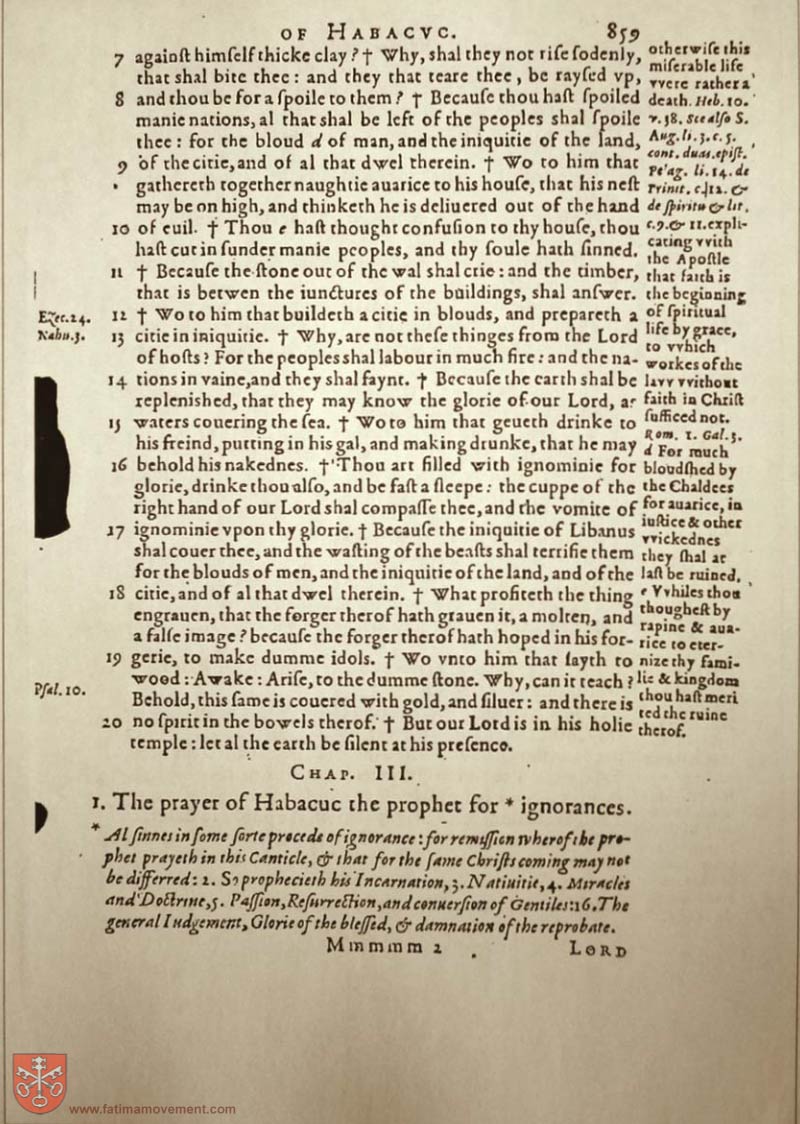 OF HABACVC. 859
7 againſt himſelf thicke clay? † Why, shal they not riſe ſodenly,
that shal bite thee: and they that teare thee, be rayſed vp,
8 and thou be for a ſpoile to them? † Becauſe thou haſt ſpoiled
manie nations, al that shal be left of the peoples shal ſpoile
thee: for the bloud d of man, and the iniquitie of the land,
9 of the citie, and of al that dwel therein. † Wo to him that
gathereth together naughtie auarice to his houſe, that his neſt
may be on high, and thinketh he is deliuered out of the hand
10 of euil. † Thou e haſt thought confuſion to thy houſe, thou
haſt cut in ſunder manie peoples, and thy ſoule hath ſinned.
11 † Becauſe the ſtone out of the wal shal crie: and the timber,
that is betwen the iunctures of the buildings, shal anſwer.
12 † Wo to him that buildeth a citie in blouds, and prepareth a
13 citie in iniquitie. † Why, are not theſe thinges from the Lord
of hoſts? For the peoples shal labour in much fire: and the na-
14 tions in vaine, and they shal faynt. † Becauſe the earth shal be
replenished, that they may know the glorie of our Lord, as
15 waters couering the ſea. † Wo to him that geueth drinke to
his freind, putting in his gal, and making drunke, that he may
16 behold his nakednes. † Thou art filled with ignominie for
glorie, drinke thou alſo, and be faſt a ſleepe: the cuppe of the
right hand of our Lord shal compaſſe thee, and the vomite of
17 ignominie vpon thy glorie. † Becauſe the iniquitie of Libanus
shal couer thee, and the waſting of the beaſts shal terrifie them
for the blouds of men, and the iniquitie of the land, and of the
18 citie, and of al that dwel therein. † What profiteth the thing
engrauen, that the forger therof hath grauen it, a molten, and
a falſe image? becauſe the forger therof hath hoped in his for-
19 gerie, to make dumme idols. † Wo vnto him that ſayth to
wood: Awake: Ariſe, to the dumme ſtone. Why, can it teach?
Behold, this ſame is couered with gold, and ſiluer: and there is
20 no ſpirit in the bowels therof. † But our Lord is in his holie
temple: let al the earth be ſilent at his preſence.
otherwiſe this
miſerable life
vvere rather a
death. Heb. 10.
v. 38. See alſo S.
Aug. li. 3. c. 5.
cont. duas. epiſt.
Pelag. li. 14. de
Trinit. c. 12. &
de ſpiritu & lit.
c. 9. & 11. expli-
cating vvith
the Apoſtle
that faith is
the beginning
of ſpiritual
life by grace,
to vvhich
workes of the
lavv vvithout
faith in Chriſt
ſufficed not.
Rom. 1. Gal. 3.
d For much
bloudſhed by
the Chaldees
for auarice, in
iuſtice & other
vvickednes
they ſhal at
laſt be ruined.
e VVhiles thou
thougheſt by
rapine & aua-
rice to eter-
nize thy fami-
lie & kingdom
thou haſt meri
ted the ruine
therof.
Ezec. 24.
Nahu. 3.
Pſal. 10.
CHAP. III.
1. The prayer of Habacuc the prophet for * ignorances.
* Al ſinnes in ſome ſorte procede of ignorance: for remiſſion wherof the pro-
phet prayeth in this Canticle, & that for the ſame Chriſts coming may not
be differred: 2. So prophecieth his Incarnation, 3. Natiuitie, 4. Miracles
and Doctrine, 5. Paſſion, Reſurrection, and conuerſion of Gentiles: 16. The
general Iudgement, Glorie of the bleſſed, & damnation of the reprobate.
Mmmmm 2 LORD
www.fatimamovement.com